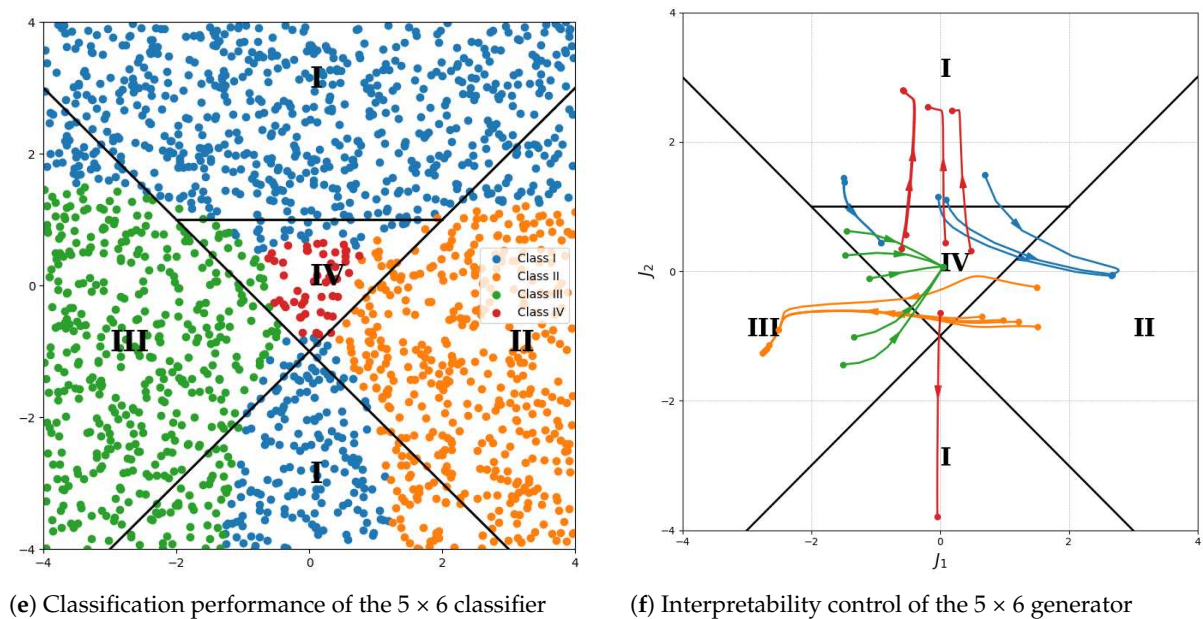 4
2
0
−2
−4
−4
−2
0
2
4
I
IV
III
II
I
Class I
Class II
Class III
Class IV
(e) Classification performance of the 5 × 6 classifier
4
2
0
−2
−4
J2
−4
−2
0
2
4
J1
I
IV
III
II
I
(f) Interpretability control of the 5 × 6 generator